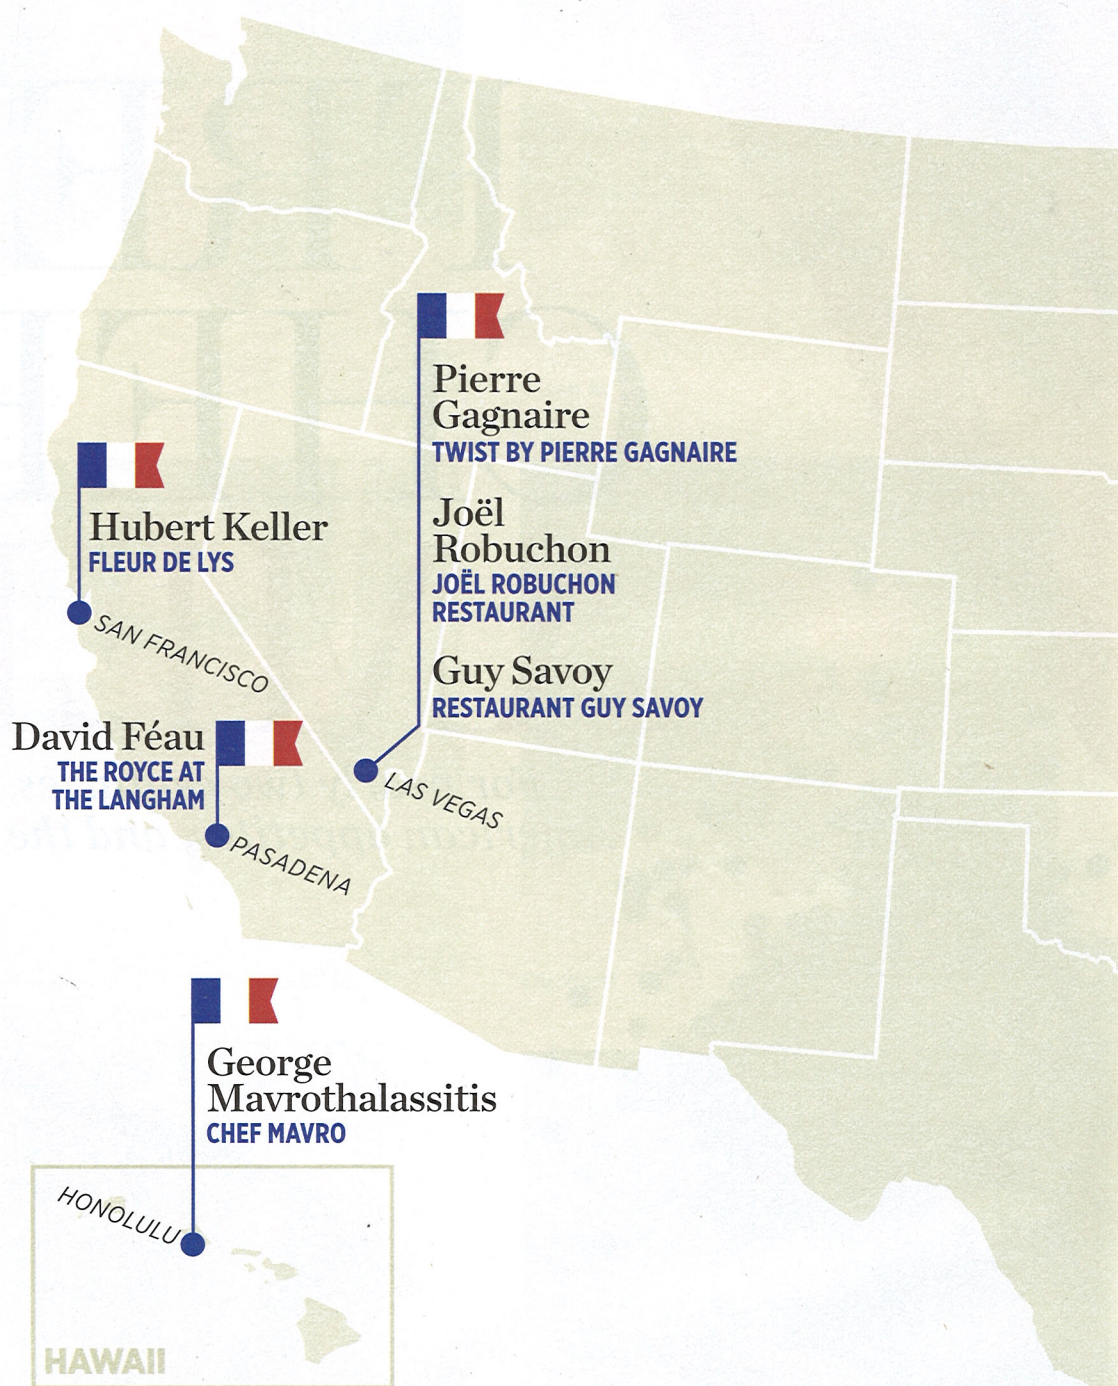 Pierre
Gagnaire
TWIST BY PIERRE GAGNAIRE
Joël
Robuchon
JOËL ROBUCHON
RESTAURANT
Guy Savoy
RESTAURANT GUY SAVOY
LAS VEGAS
Hubert Keller
FLEUR DE LYS
SAN FRANCISCO
David Féau
THE ROYCE AT
THE LANGHAM
PASADENA
George
Mavrothalassitis
CHEF MAVRO
HONOLULU
HAWAII